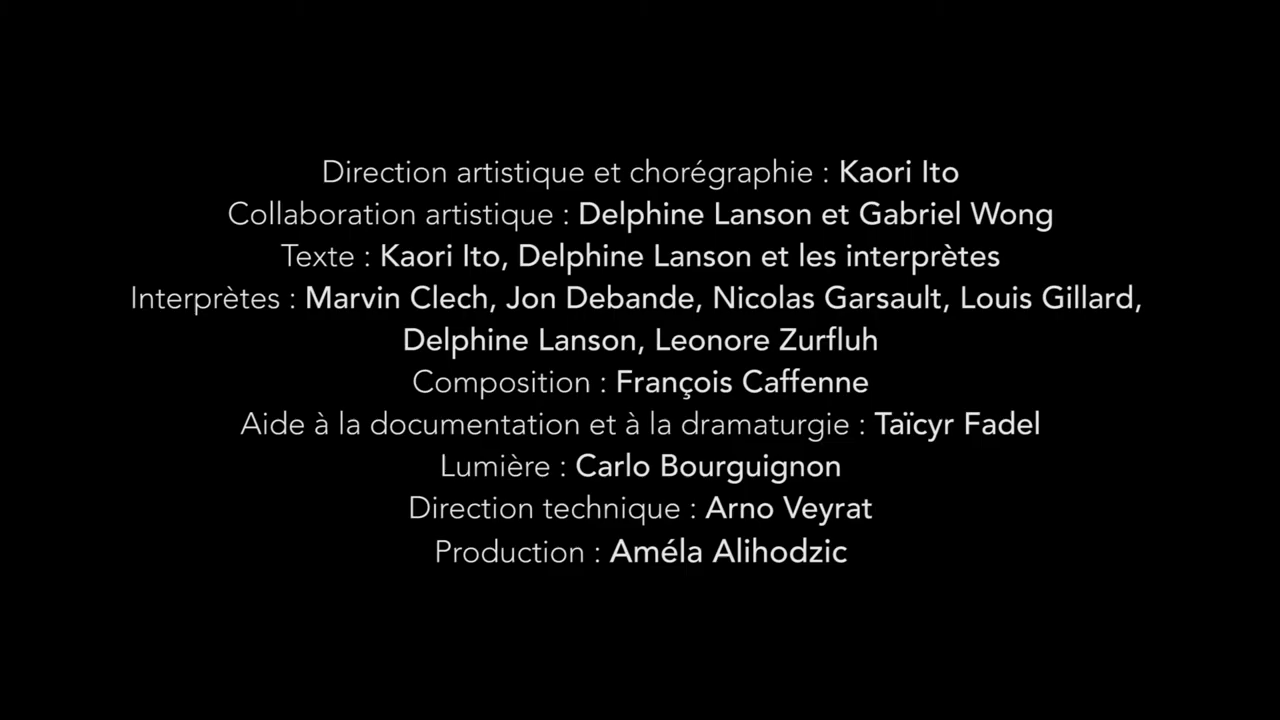 Direction artistique et chorégraphie : Kaori Ito
Collaboration artistique : Delphine Lanson et Gabriel Wong
Texte : Kaori Ito, Delphine Lanson et les interprètes
Interprètes : Marvin Clech, Jon Debande, Nicolas Garsault, Louis Gillard,
Delphine Lanson, Leonore Zurfluh
Composition : François Caffenne
Aide à la documentation et à la dramaturgie : Taïcyr Fadel
Lumière : Carlo Bourguignon
Direction technique : Arno Veyrat
Production : Améla Alihodzic